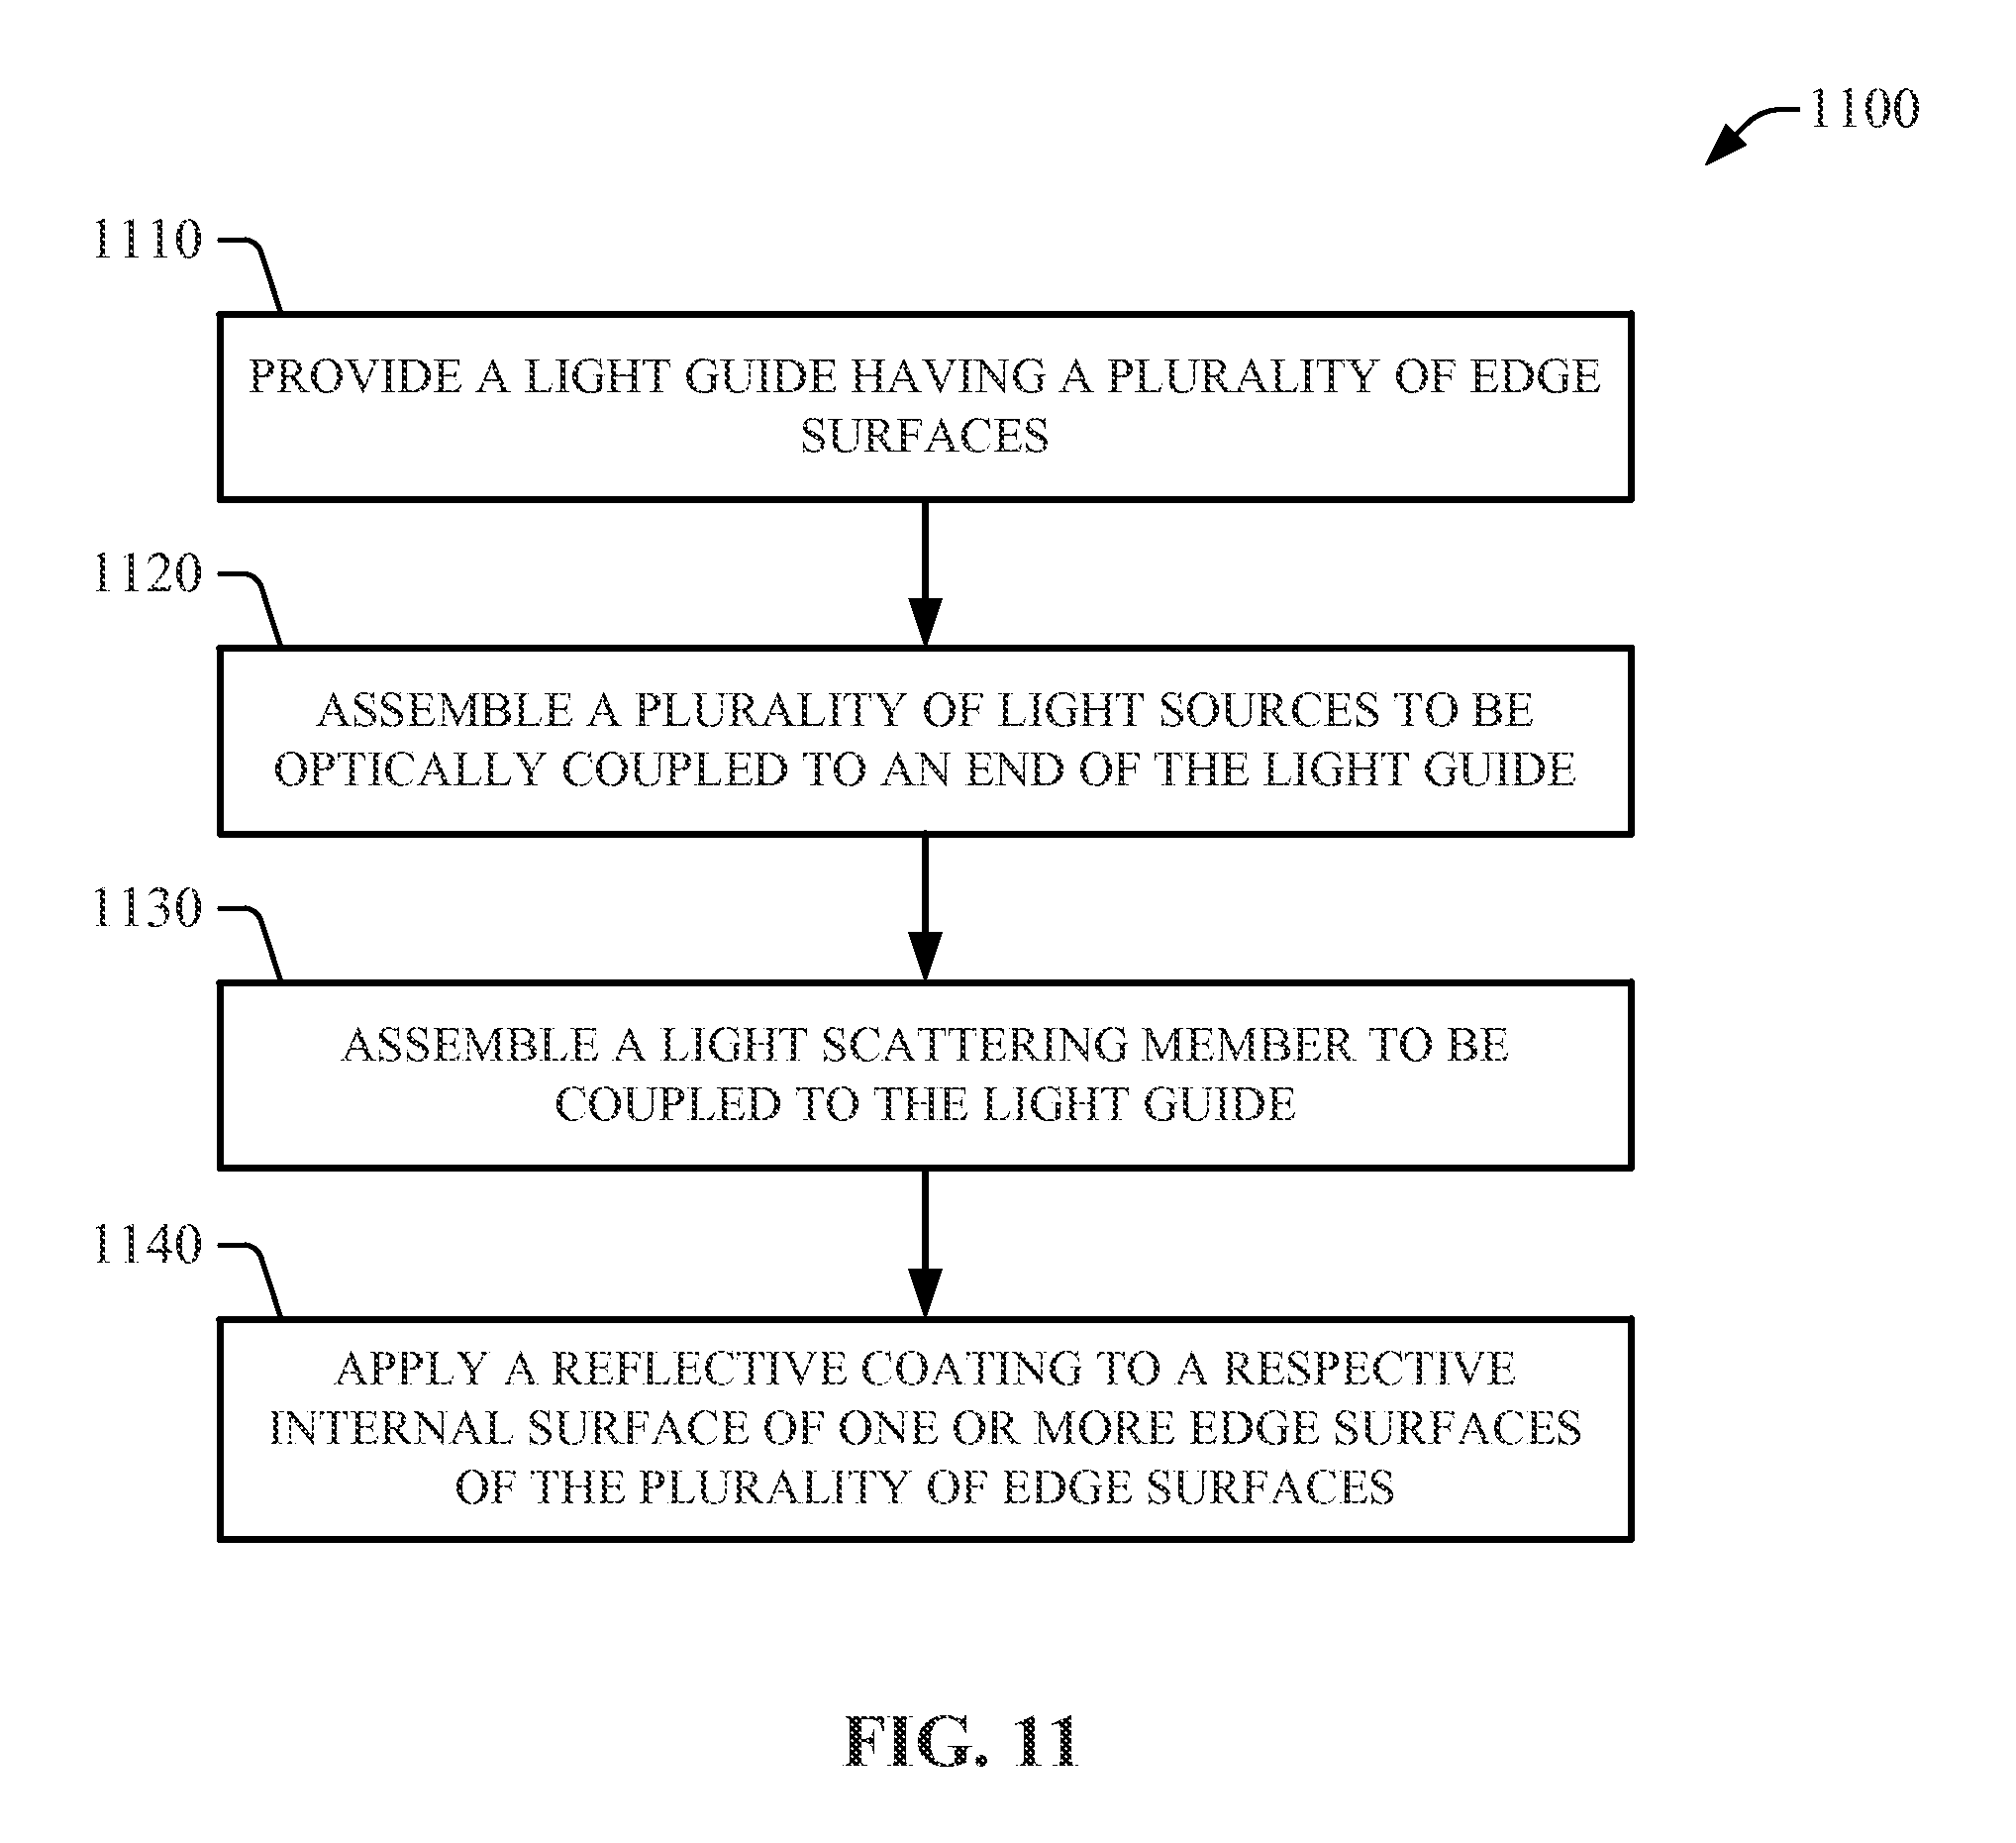 1100
1110
PROVIDE A LIGHT GUIDE HAVING A PLURALITY OF EDGE
SURFACES
1120
ASSEMBLE A PLURALITY OF LIGHT SOURCES TO BE
OPTICALLY COUPLED TO AN END OF THE LIGHT GUIDE
1130
ASSEMBLE A LIGHT SCATTERING MEMBER TO BE
COUPLED TO THE LIGHT GUIDE
1140
APPLY A REFLECTIVE COATING TO A RESPECTIVE
INTERNAL SURFACE OF ONE OR MORE EDGE SURFACES
OF THE PLURALITY OF EDGE SURFACES
FIG. 11